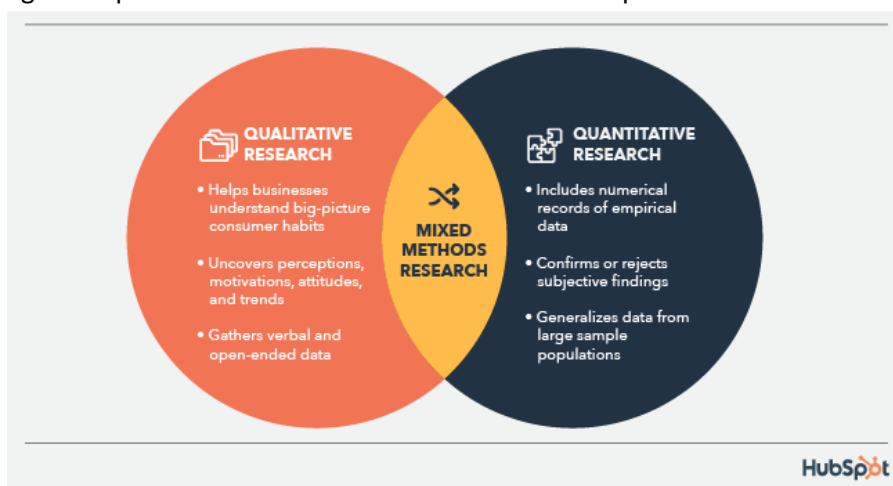 QUALITATIVE
RESEARCH
• Helps businesses
understand big-picture
consumer habits
• Uncovers perceptions,
motivations, attitudes,
and trends
• Gathers verbal and
open-ended data
MIXED
METHODS
RESEARCH
QUANTITATIVE
RESEARCH
• Includes numerical
records of empirical
data
• Confirms or rejects
subjective findings
• Generalizes data from
large sample
populations
HubSpot